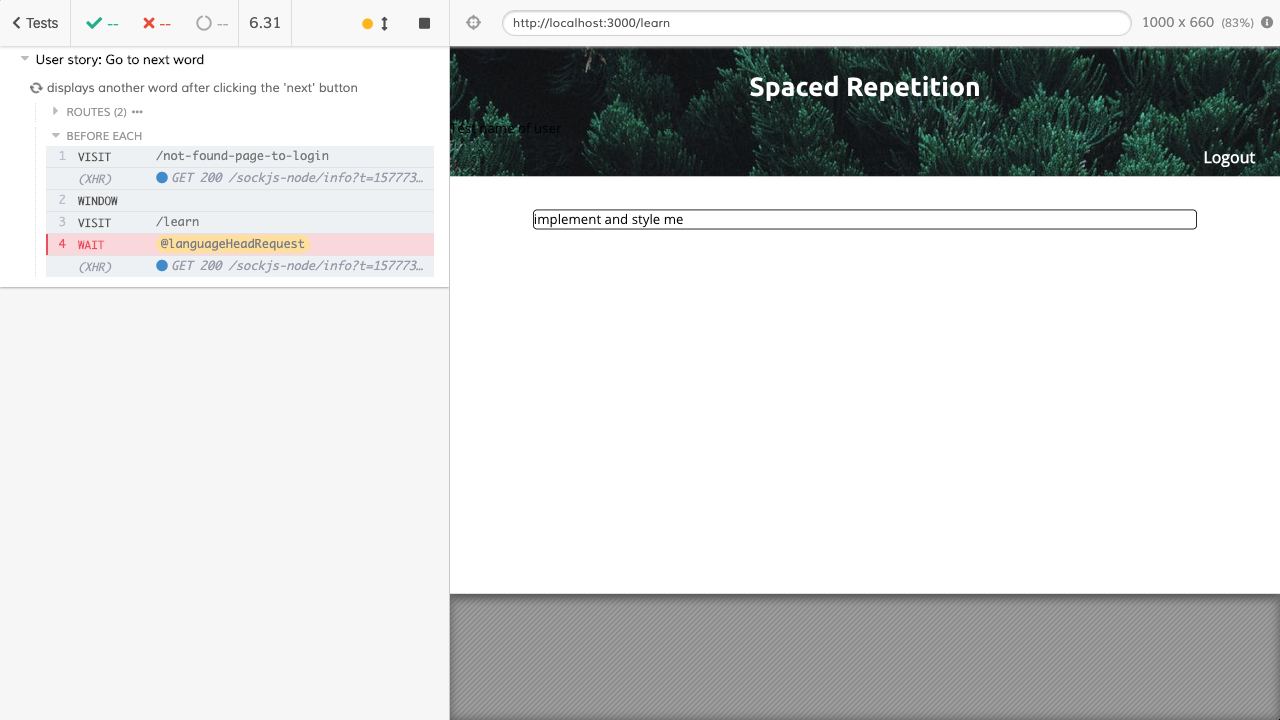 Tests
--
--
--
6.31
User story: Go to next word
displays another word after clicking the 'next' button
ROUTES (2)
BEFORE EACH
1 VISIT /not-found-page-to-login
(XHR) GET 200 /sockjs-node/info?t=157773…
2 WINDOW
3 VISIT /learn
4 WAIT @languageHeadRequest
(XHR) GET 200 /sockjs-node/info?t=157773…
http://localhost:3000/learn
1000 x 660 (83%)
Spaced Repetition
Test name of user
Logout
implement and style me